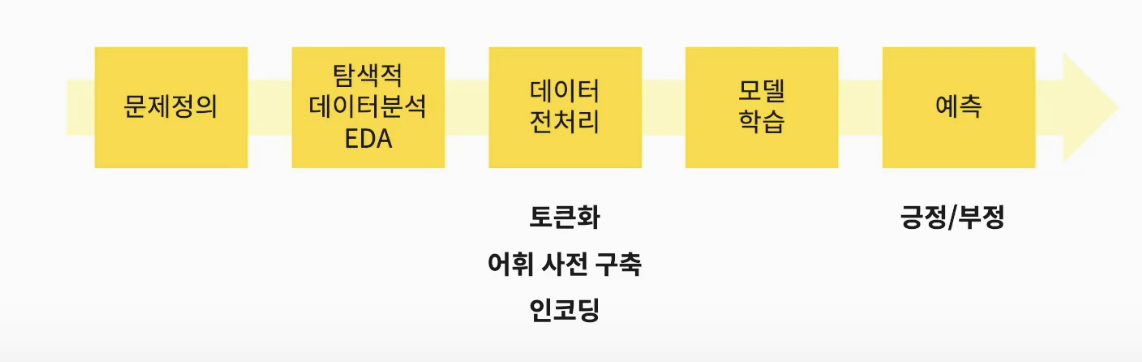 문제정의
탐색적
데이터분석
EDA
데이터
전처리
모델
학습
예측
토큰화
어휘 사전 구축
인코딩
긍정/부정